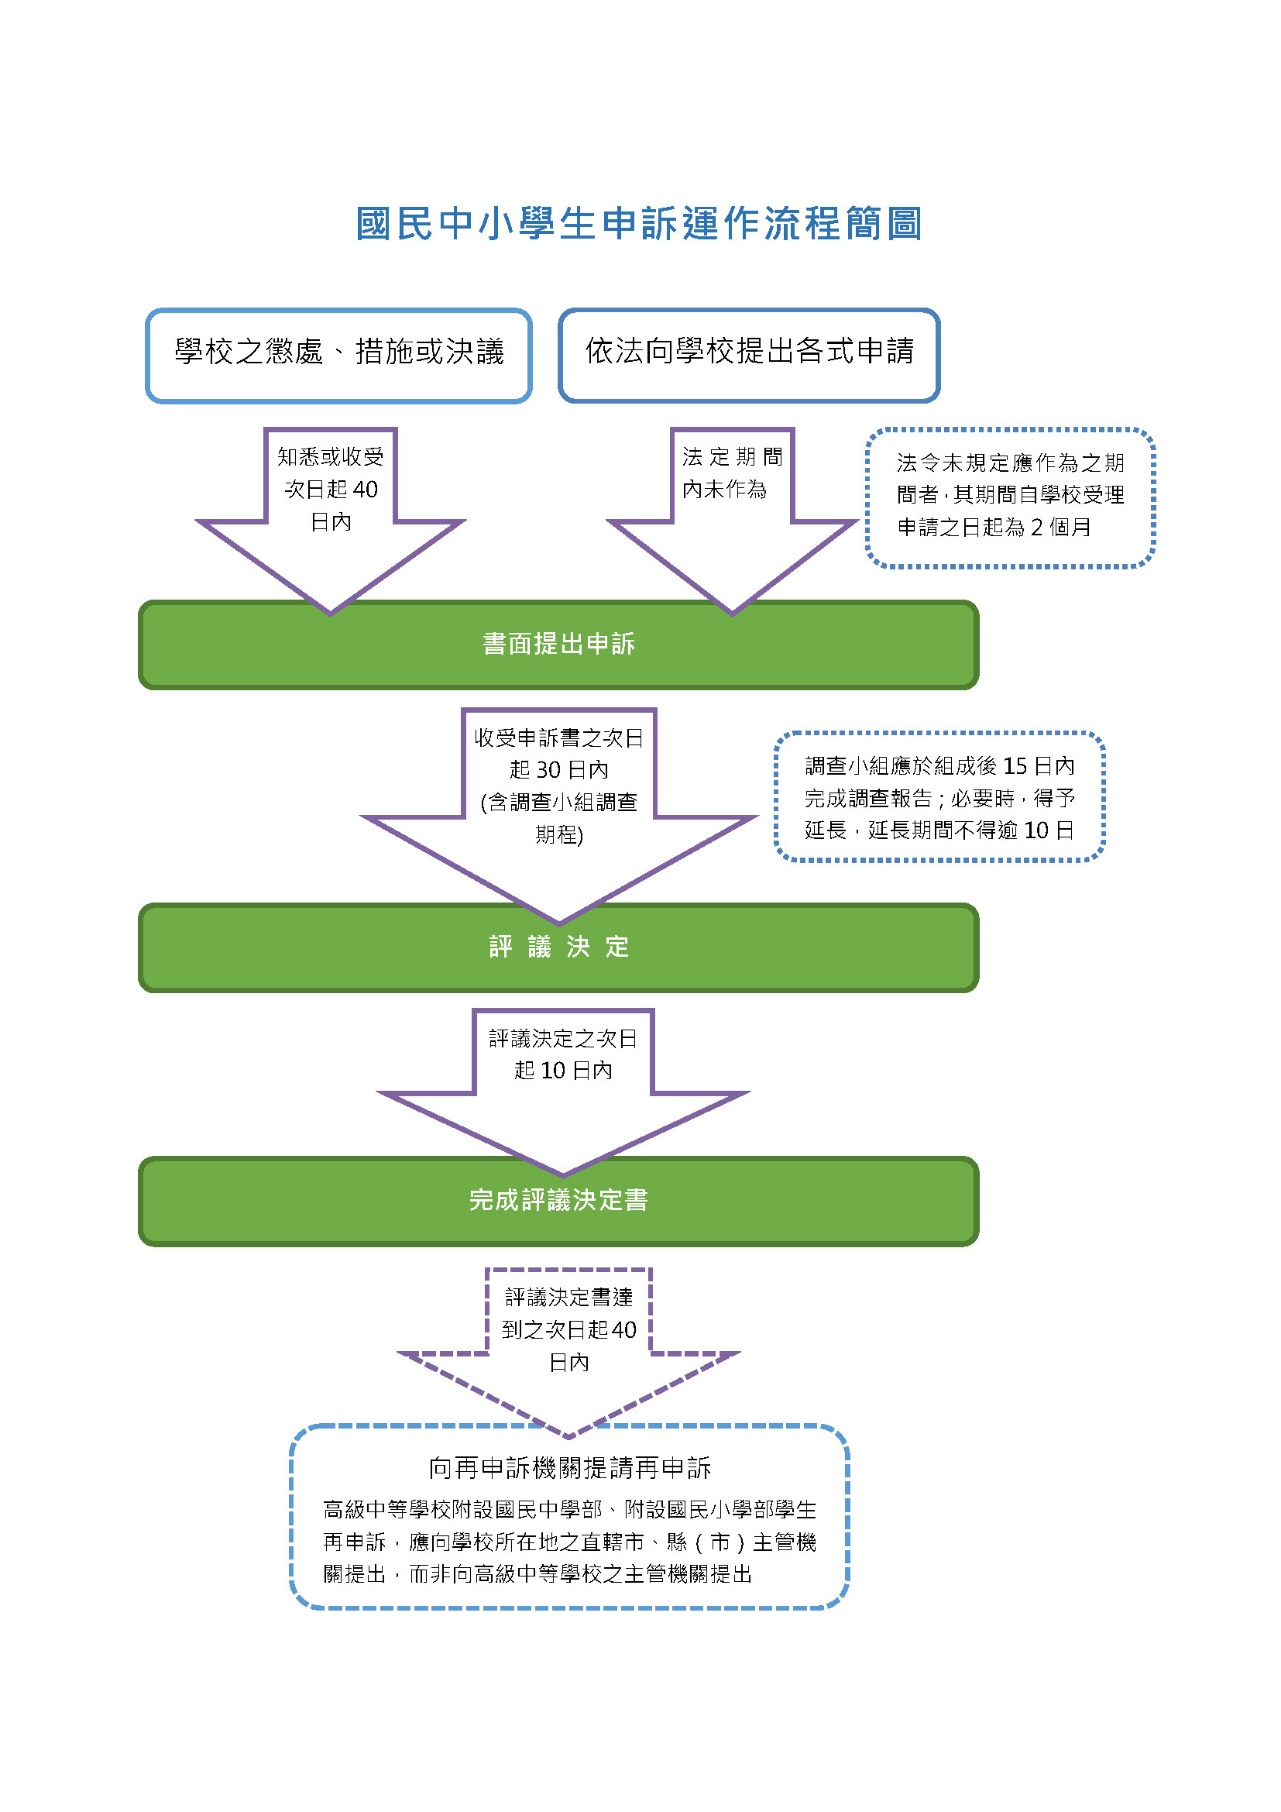 國民中小學生申訴運作流程簡圖
學校之懲處、措施或決議
依法向學校提出各式申請
知悉或收受
次日起 40
日內
法定期間
內未作為
法令未規定應作為之期
間者，其期間自學校受理
申請之日起為 2 個月
書面提出申訴
收受申訴書之次日
起 30 日內
(含調查小組調查
期程)
調查小組應於組成後 15 日內
完成調查報告；必要時，得予
延長，延長期間不得逾 10 日
評 議 決 定
評議決定之次日
起 10 日內
完成評議決定書
評議決定書達
到之次日起 40
日內
向再申訴機關提請再申訴
高級中等學校附設國民中學部、附設國民小學部學生
再申訴，應向學校所在地之直轄市、縣（市）主管機
關提出，而非向高級中等學校之主管機關提出